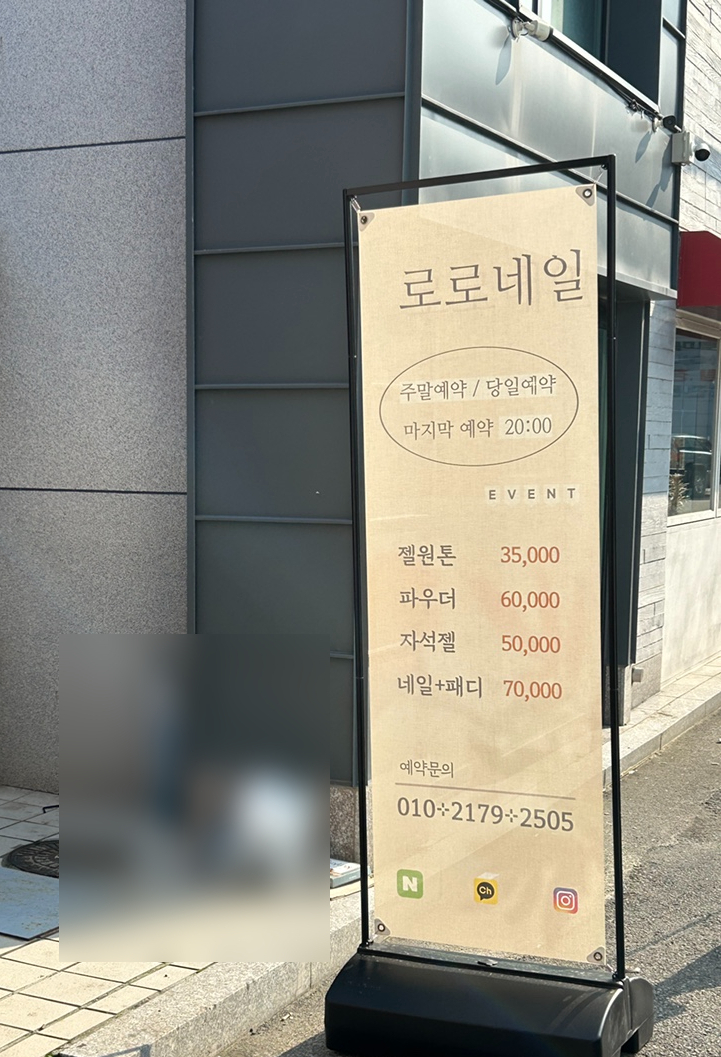 로로네일
주말예약 / 당일예약
마지막 예약 20:00
EVENT
젤원톤 35,000
파우더 60,000
자석젤 50,000
네일+패디 70,000
예약문의
010÷2179÷2505
N Ch